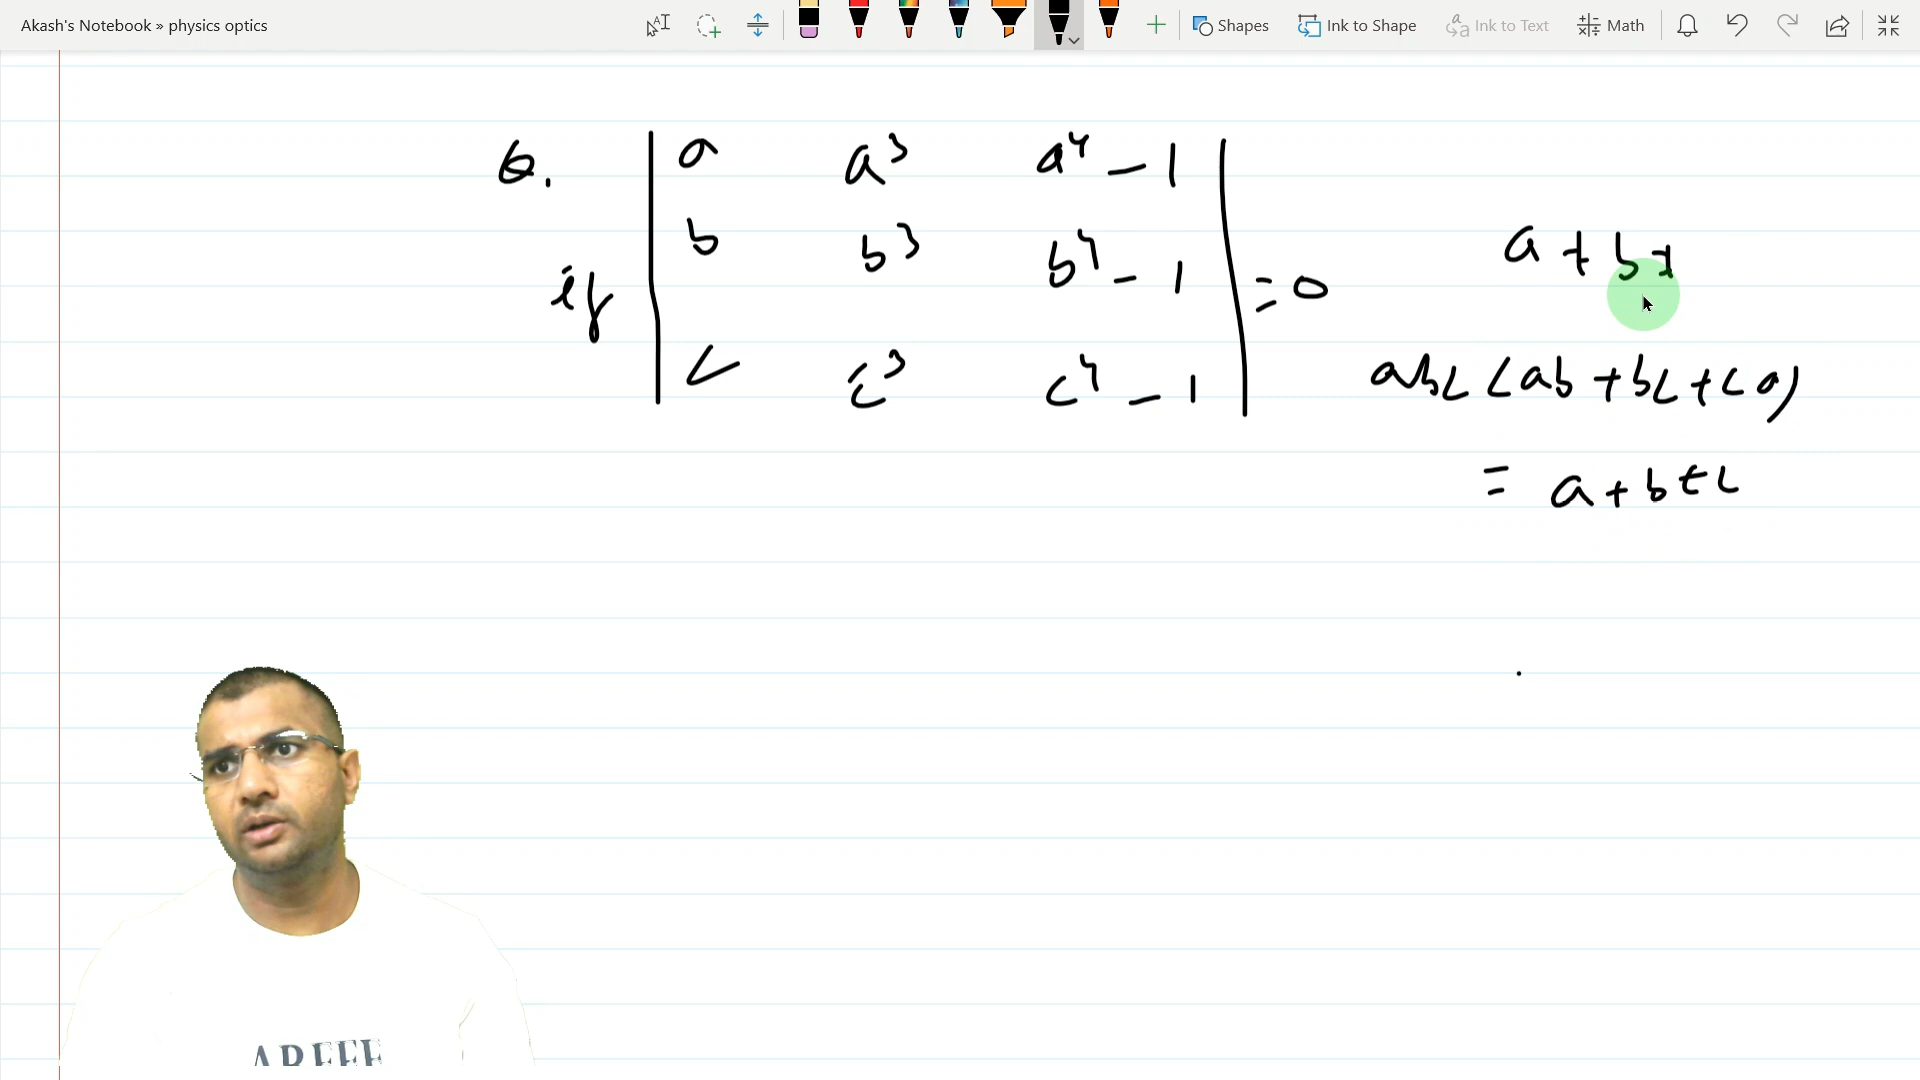 Akash's Notebook » physics optics
Shapes
Ink to Shape
Ink to Text
Math
Q.
if
a a³ a⁴ - 1
b b³ b⁴ - 1
c c³ c⁴ - 1
= 0
a + b +
abc (ab + bc + ca)
= a + b + c